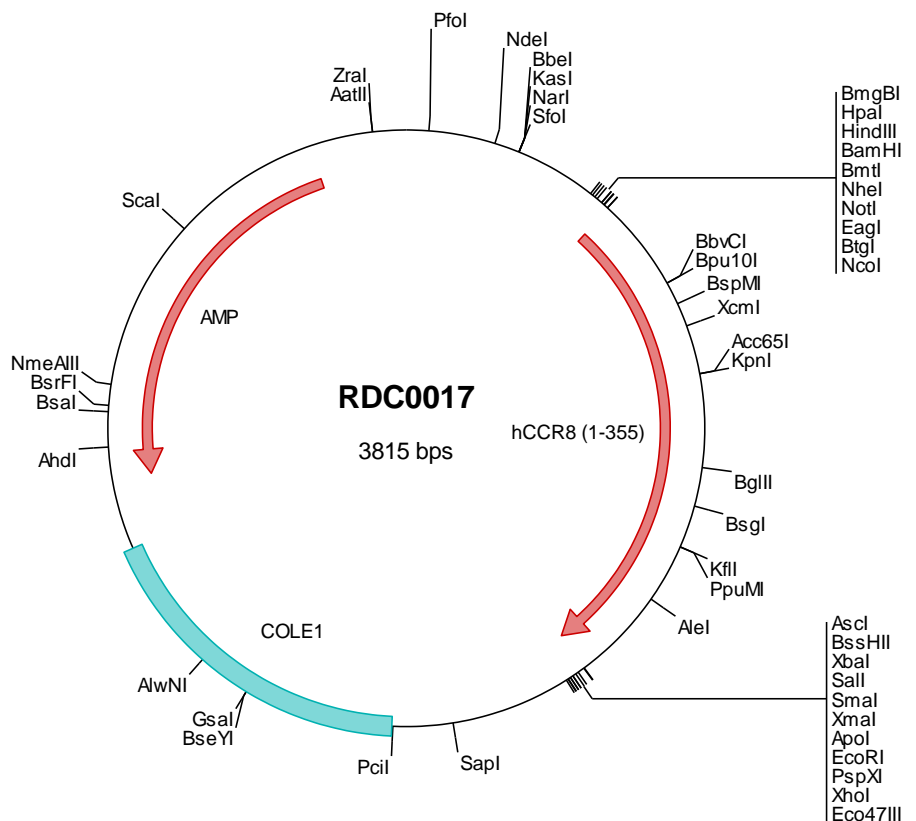 PfoI
NdeI
BbeI
KasI
NarI
SfoI
ZraI
AatII
BmgBI
HpaI
HindIII
BamHI
BmtI
NheI
NotI
EagI
BtgI
NcoI
ScaI
BbvCI
Bpu10I
BspMI
XcmI
AMP
Acc65I
KpnI
NmeAIII
BsrFI
BsaI
RDC0017
3815 bps
hCCR8 (1-355)
AhdI
BglII
BsgI
KflI
PpuMI
AleI
COLE1
AlwNI
GsaI
BseYI
PciI
SapI
AscI
BssHII
XbaI
SalI
SmaI
XmaI
ApoI
EcoRI
PspXI
XhoI
Eco47III